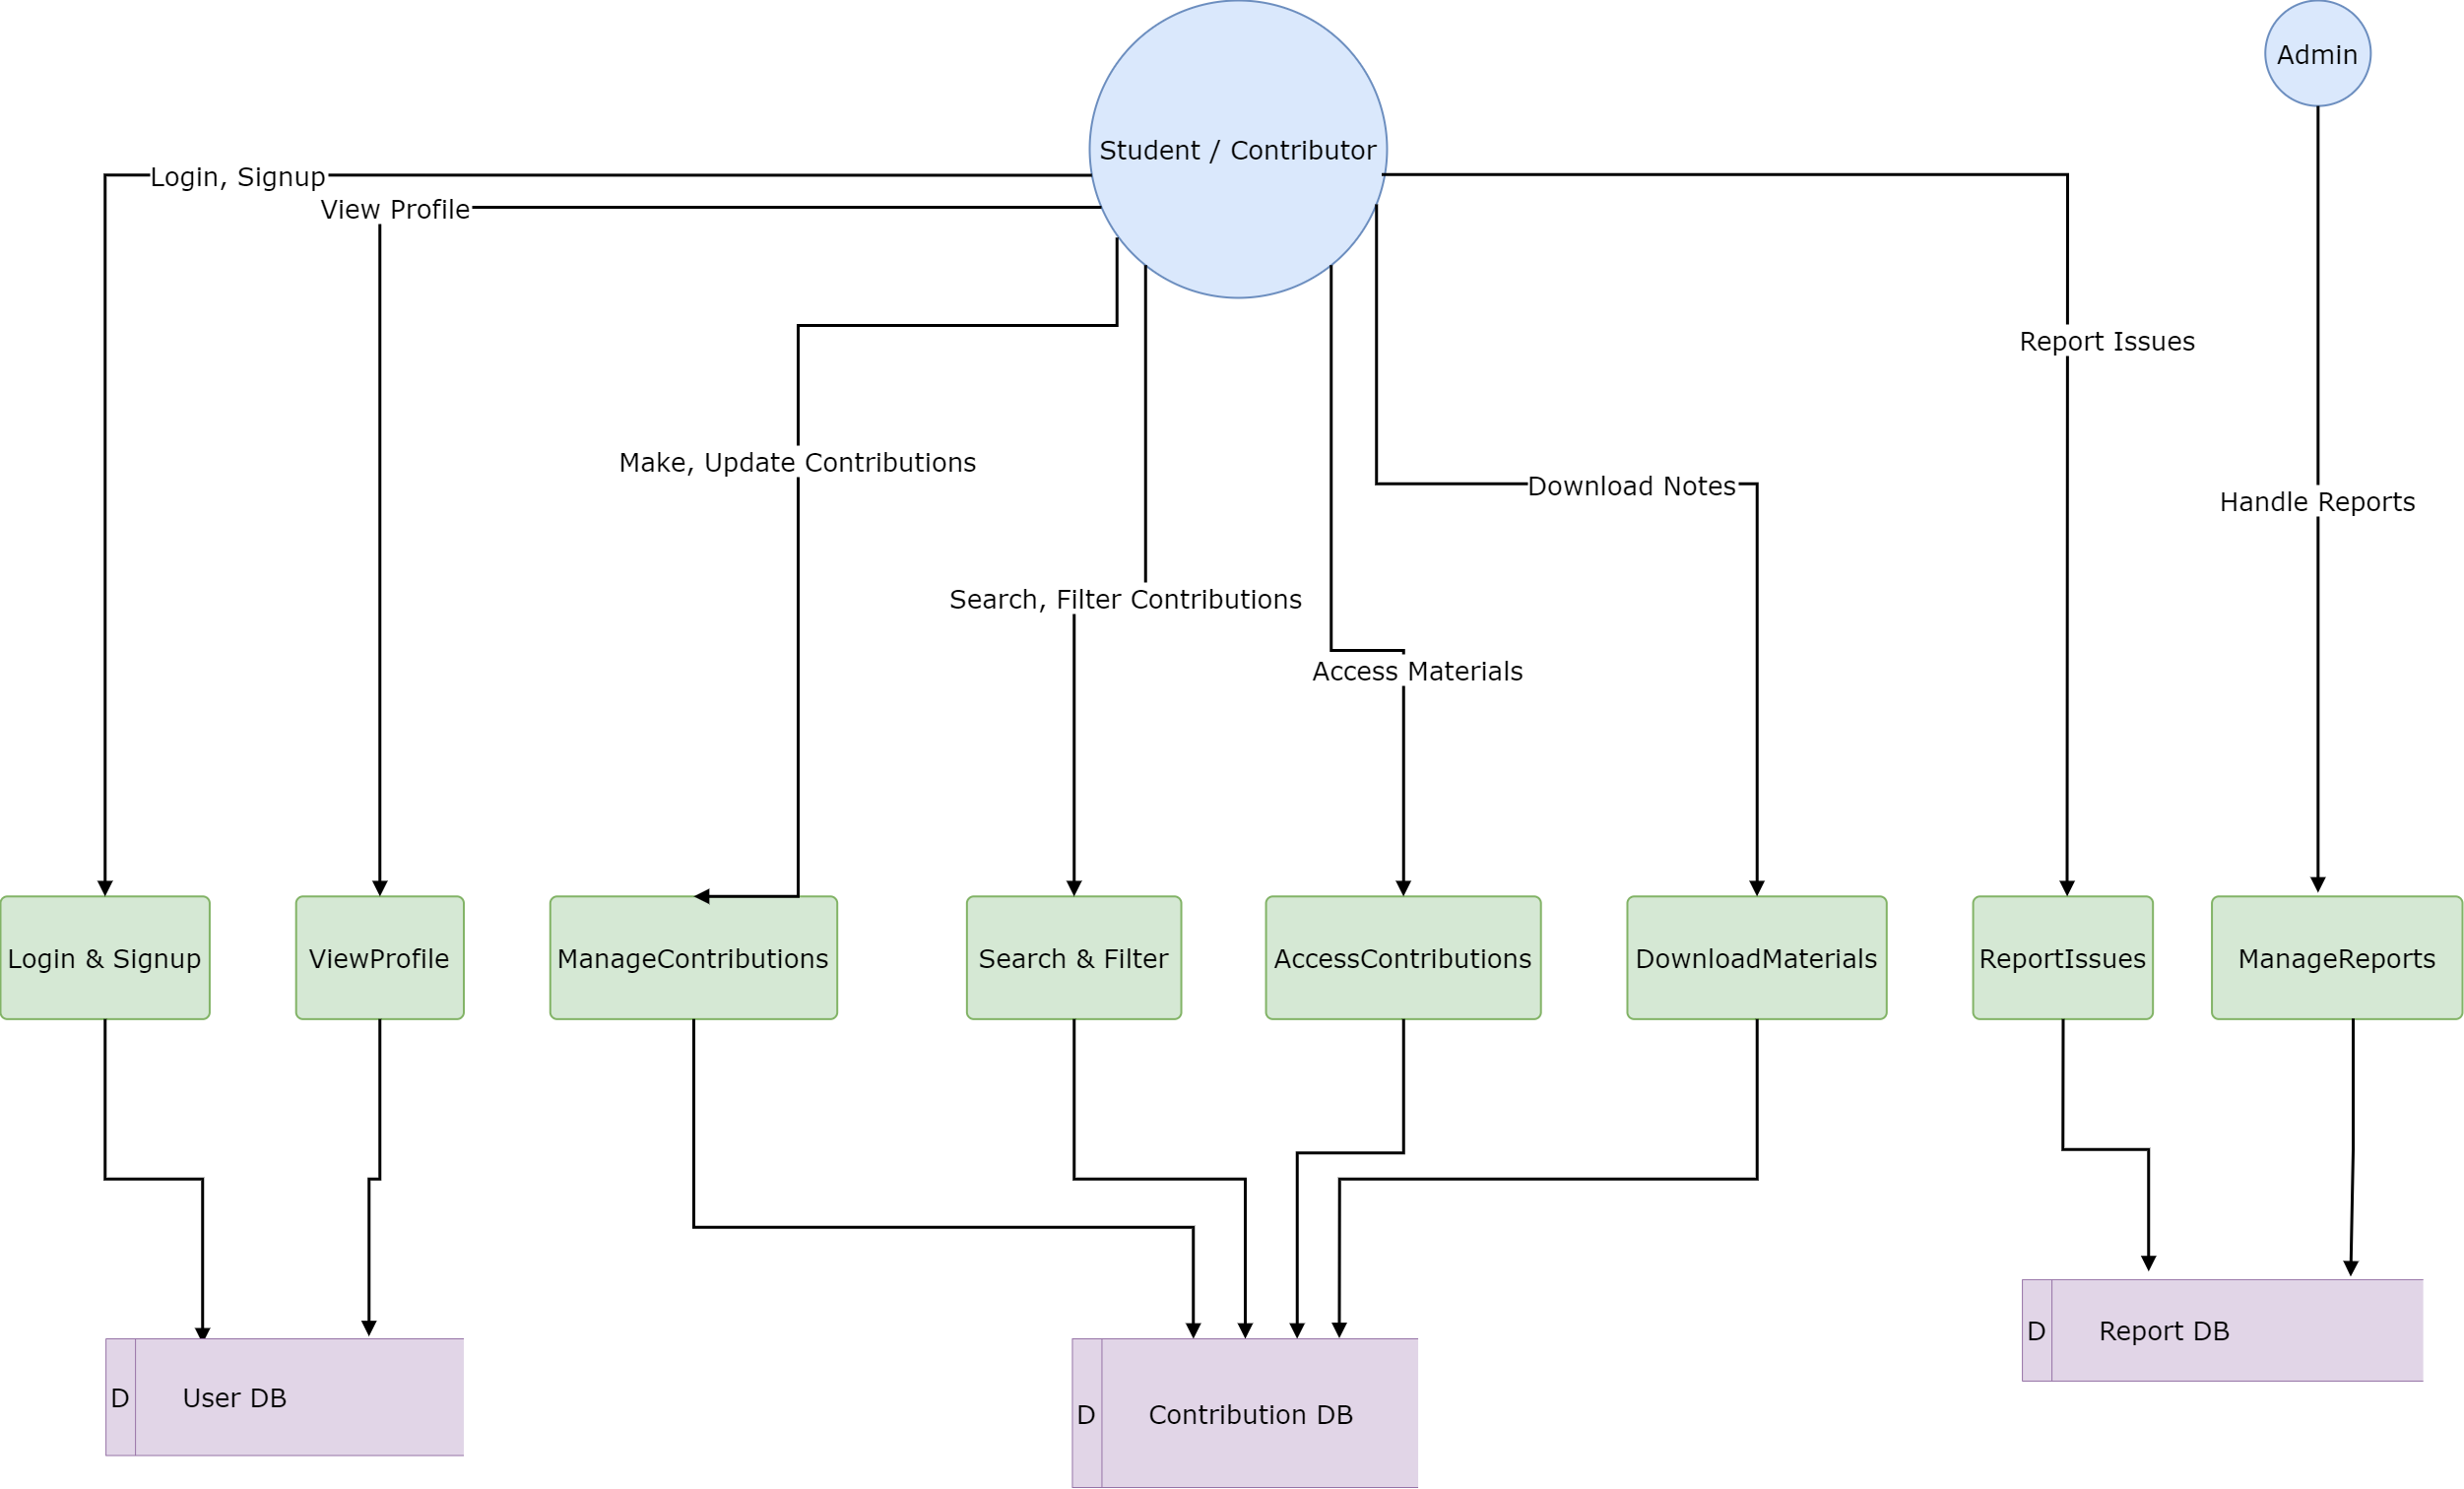 Student / Contributor
Admin
Login, Signup
View Profile
Report Issues
Make, Update Contributions
Download Notes
Handle Reports
Search, Filter Contributions
Access Materials
Login & Signup
ViewProfile
ManageContributions
Search & Filter
AccessContributions
DownloadMaterials
ReportIssues
ManageReports
D
User DB
D
Contribution DB
D
Report DB